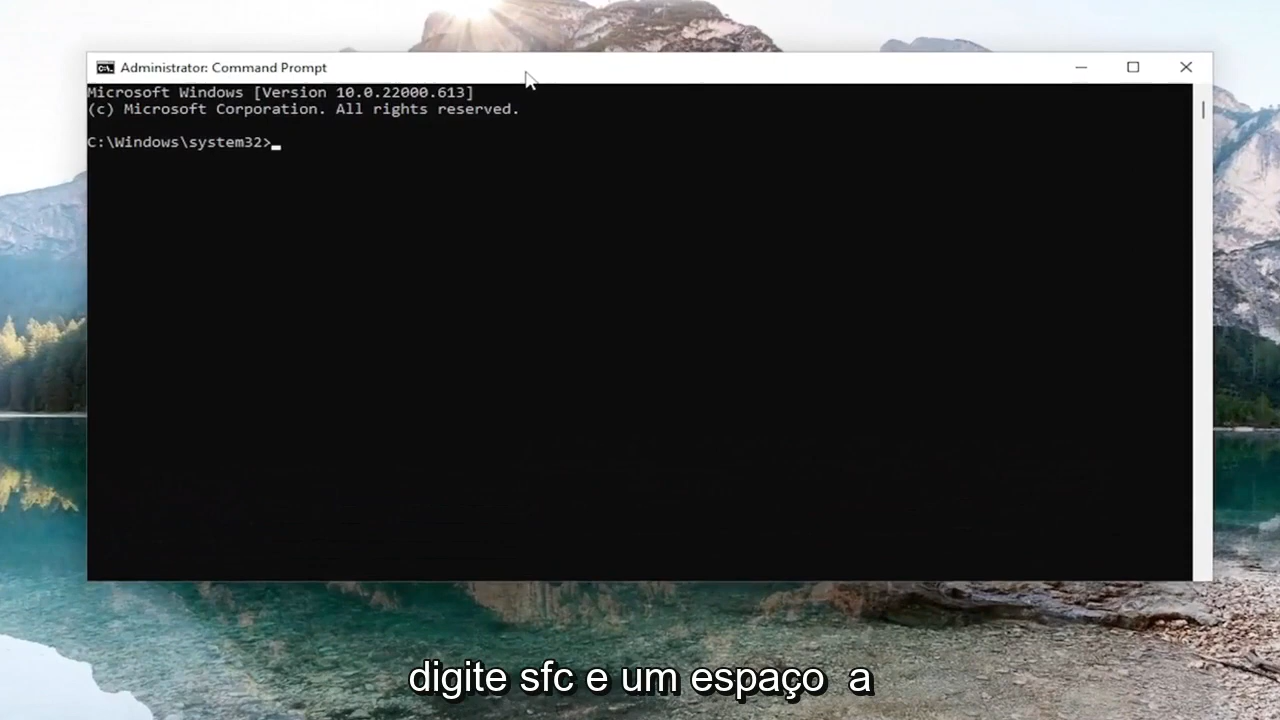 Administrator: Command Prompt
Microsoft Windows [Version 10.0.22000.613]
(c) Microsoft Corporation. All rights reserved.
C:\Windows\system32>
digite sfc e um espaço a